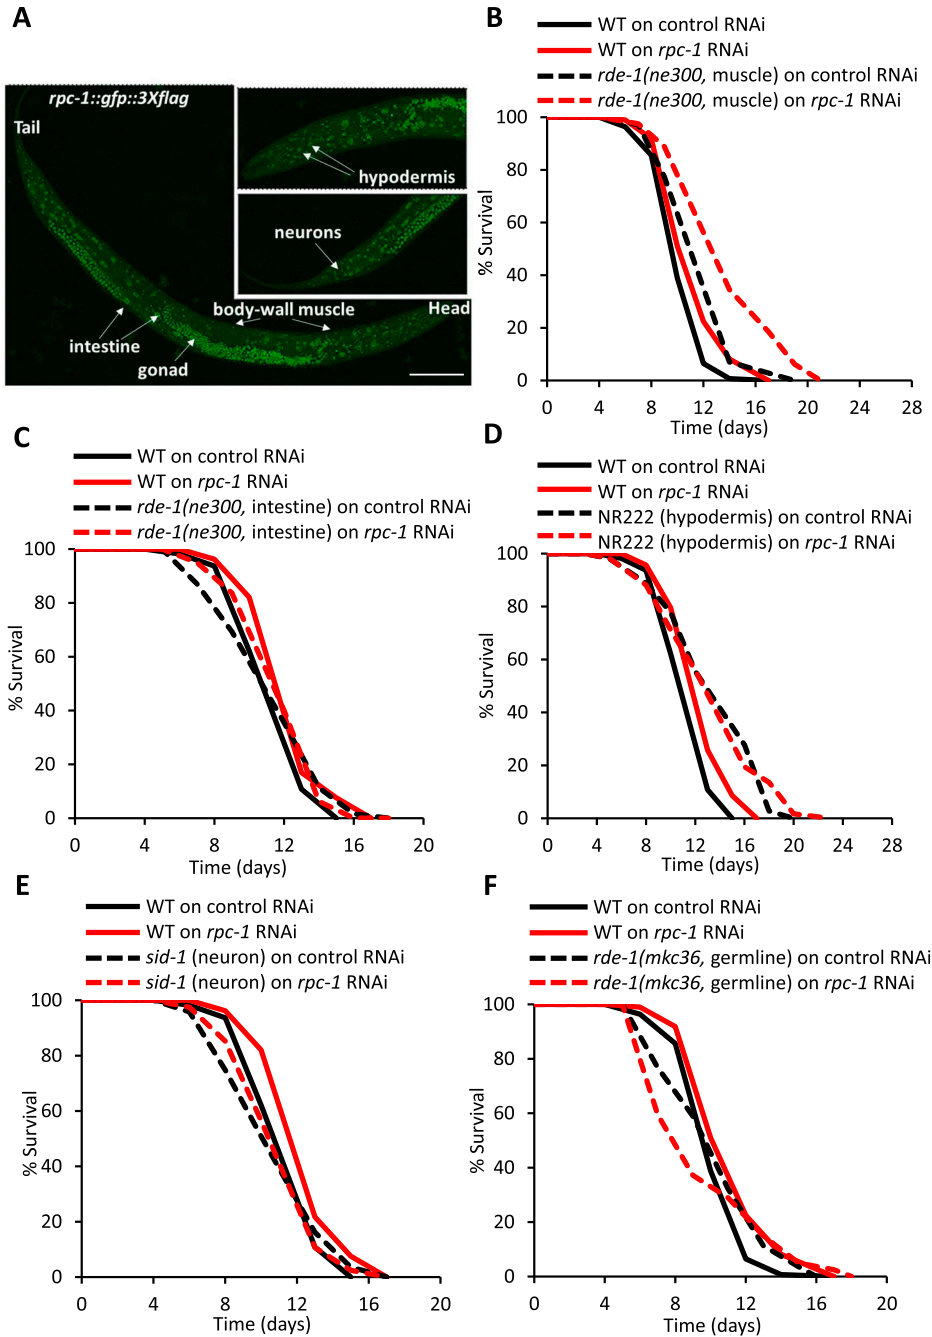 A
rpc-1::gfp::3Xflag
Tail
hypodermis
neurons
body-wall muscle
Head
intestine
gonad
B
WT on control RNAi
WT on rpc-1 RNAi
rde-1(ne300, muscle) on control RNAi
rde-1(ne300, muscle) on rpc-1 RNAi
% Survival
100
80
60
40
20
0
0 4 8 12 16 20 24 28
Time (days)
C
WT on control RNAi
WT on rpc-1 RNAi
rde-1(ne300, intestine) on control RNAi
rde-1(ne300, intestine) on rpc-1 RNAi
% Survival
100
80
60
40
20
0
0 4 8 12 16 20
Time (days)
D
WT on control RNAi
WT on rpc-1 RNAi
NR222 (hypodermis) on control RNAi
NR222 (hypodermis) on rpc-1 RNAi
% Survival
100
80
60
40
20
0
0 4 8 12 16 20 24 28
Time (days)
E
WT on control RNAi
WT on rpc-1 RNAi
sid-1 (neuron) on control RNAi
sid-1 (neuron) on rpc-1 RNAi
% Survival
100
80
60
40
20
0
0 4 8 12 16 20
Time (days)
F
WT on control RNAi
WT on rpc-1 RNAi
rde-1(mkc36, germline) on control RNAi
rde-1(mkc36, germline) on rpc-1 RNAi
% Survival
100
80
60
40
20
0
0 4 8 12 16 20
Time (days)